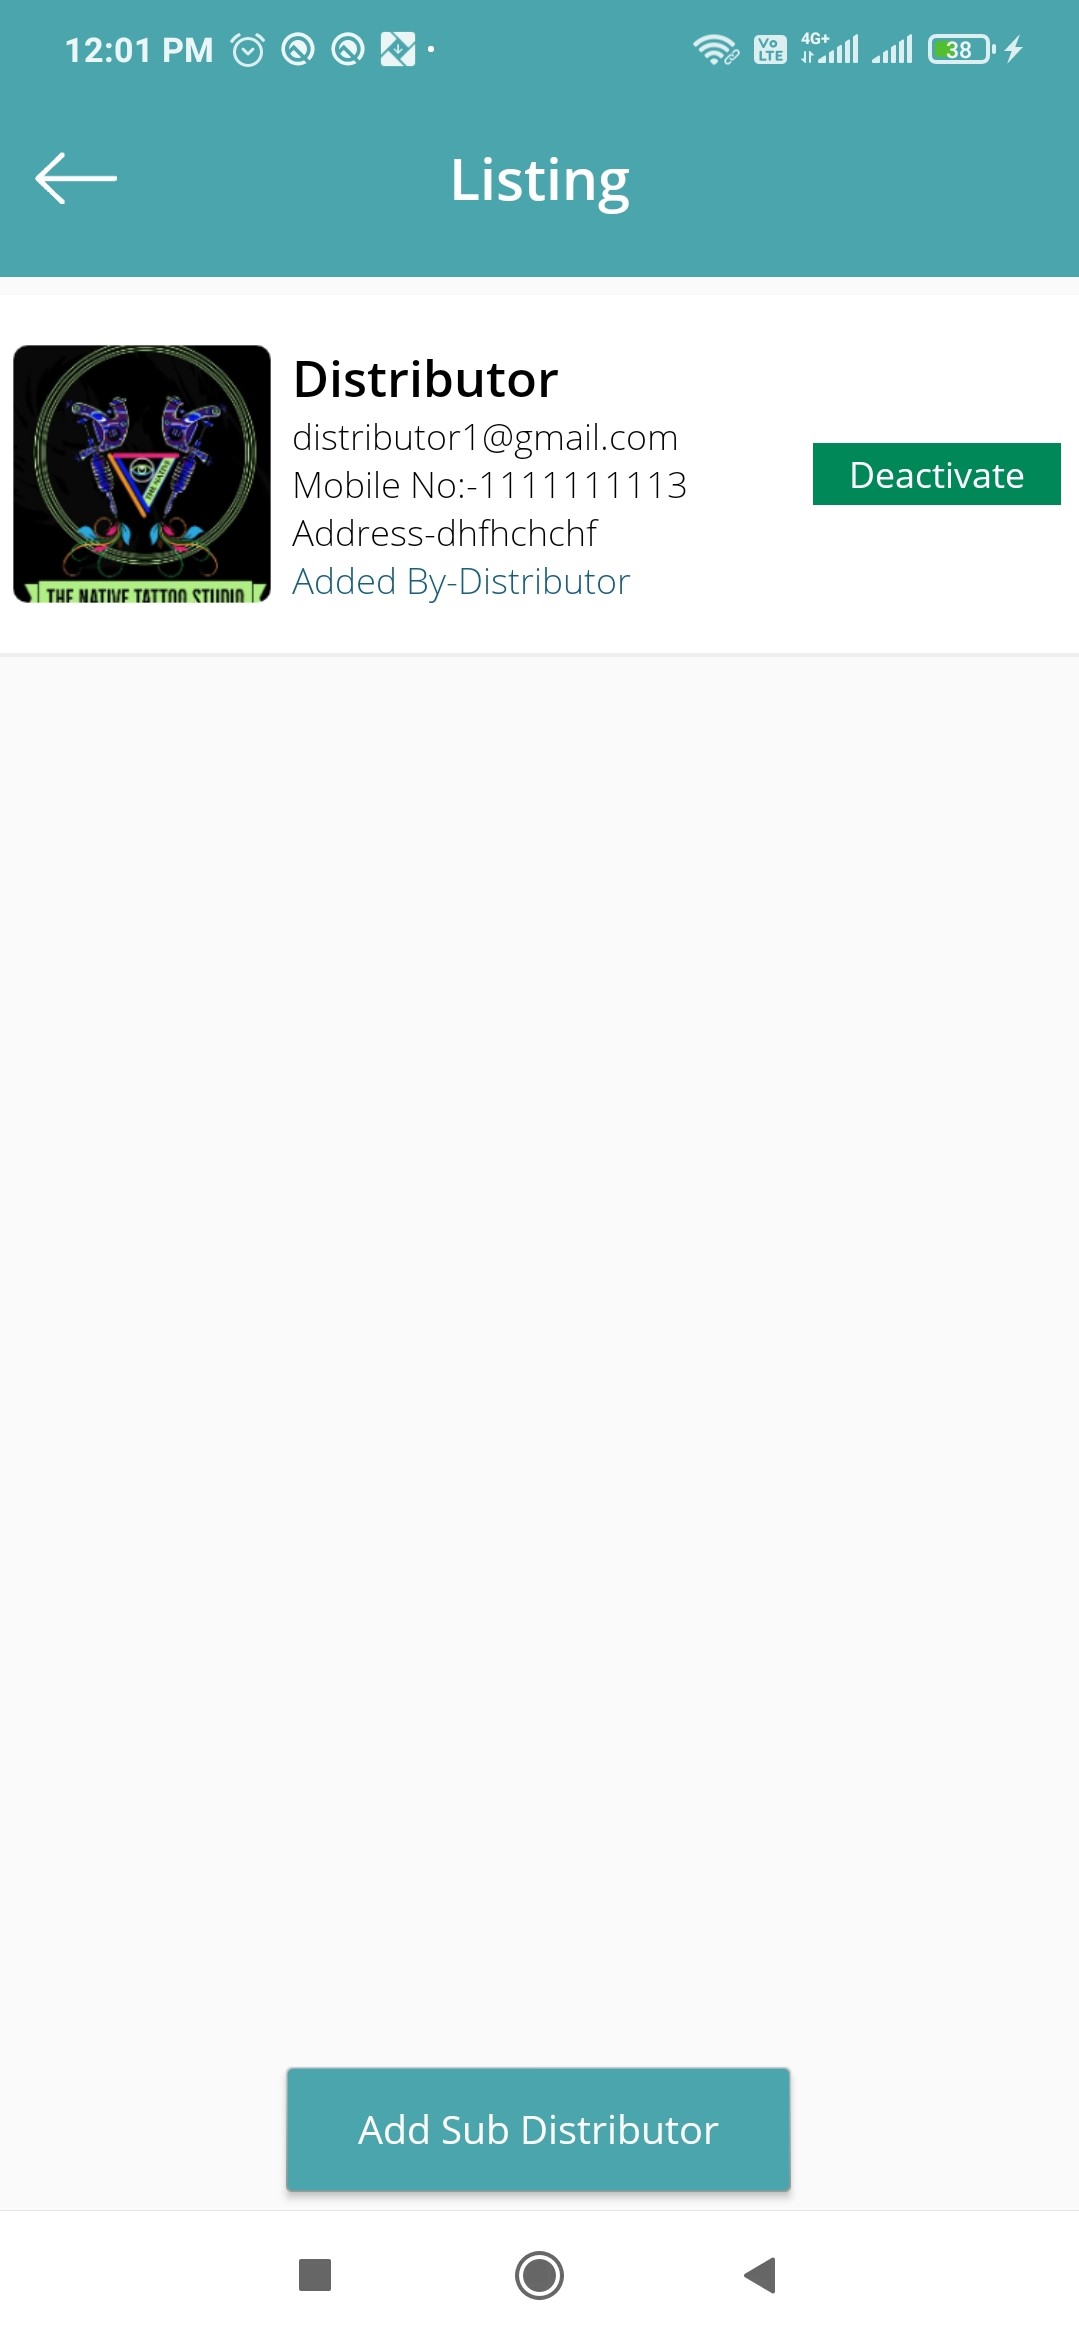 12:01 PM
Vo LTE
4G+
38
Listing
Distributor
distributor1@gmail.com
Mobile No:-1111111113
Address-dhfhchchf
Added By-Distributor
THE NATIVE TATTOO STUDIO
Deactivate
Add Sub Distributor